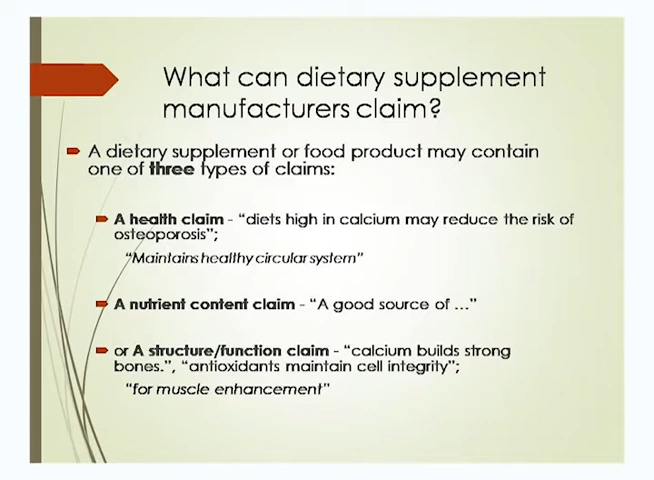 What can dietary supplement
manufacturers claim?
A dietary supplement or food product may contain
one of three types of claims:
A health claim - "diets high in calcium may reduce the risk of
osteoporosis";
"Maintains healthy circular system"
A nutrient content claim - "A good source of ..."
or A structure/function claim - "calcium builds strong
bones.", "antioxidants maintain cell integrity";
"for muscle enhancement"